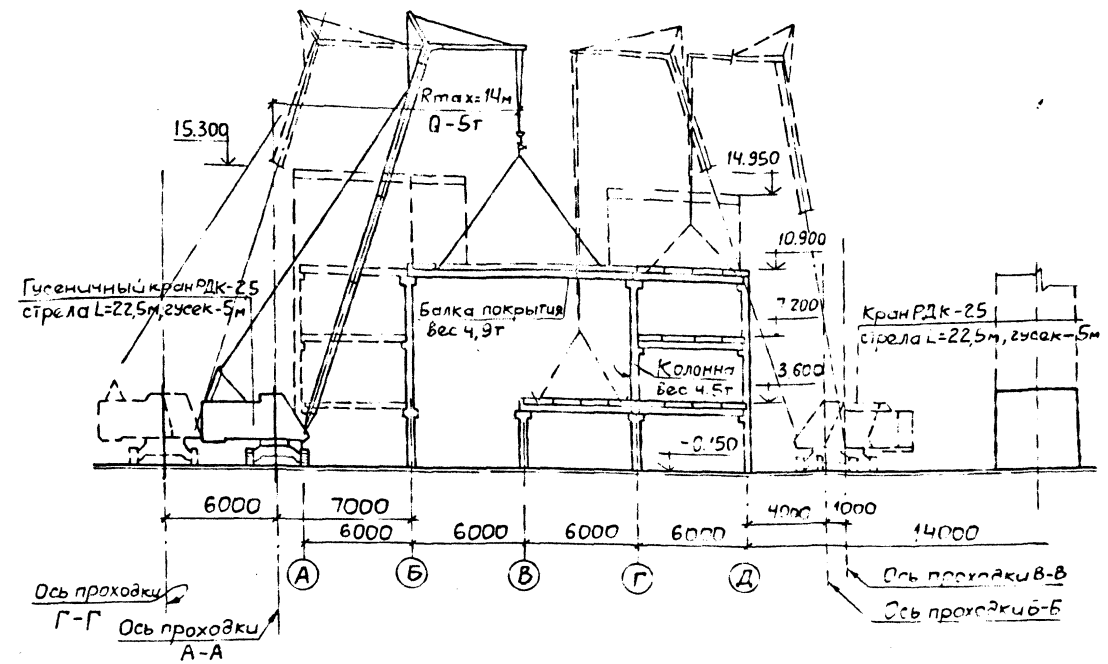 Rmax=14м
Q-5т
15.300
14.950
10.900
Гусеничный кран РДК-25
стрела L=22,5м, гусек-5м
Балка покрытия
вес 4,9т
7.200
Кран РДК-25
стрела L=22,5м, гусек-5м
Колонна
вес 4.5т
3.600
-0.150
6000
7000
4000
1000
6000
6000
6000
6000
14000
А
Б
В
Г
Д
Ось проходки
Г-Г
Ось проходки
А-А
Ось проходки В-В
Ось проходки Б-Б